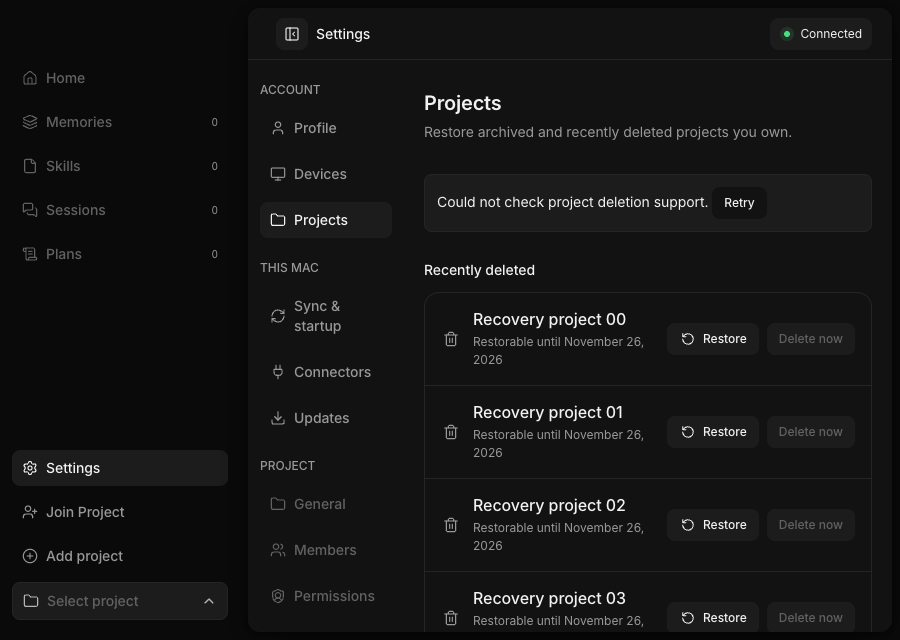 Settings
Connected
Home
Memories 0
Skills 0
Sessions 0
Plans 0
Settings
Join Project
Add project
Select project
ACCOUNT
Profile
Devices
Projects
THIS MAC
Sync &
startup
Connectors
Updates
PROJECT
General
Members
Permissions
Projects
Restore archived and recently deleted projects you own.
Could not check project deletion support. Retry
Recently deleted
Recovery project 00
Restorable until November 26,
2026
Restore Delete now
Recovery project 01
Restorable until November 26,
2026
Restore Delete now
Recovery project 02
Restorable until November 26,
2026
Restore Delete now
Recovery project 03
Restorable until November 26,
Restore Delete now